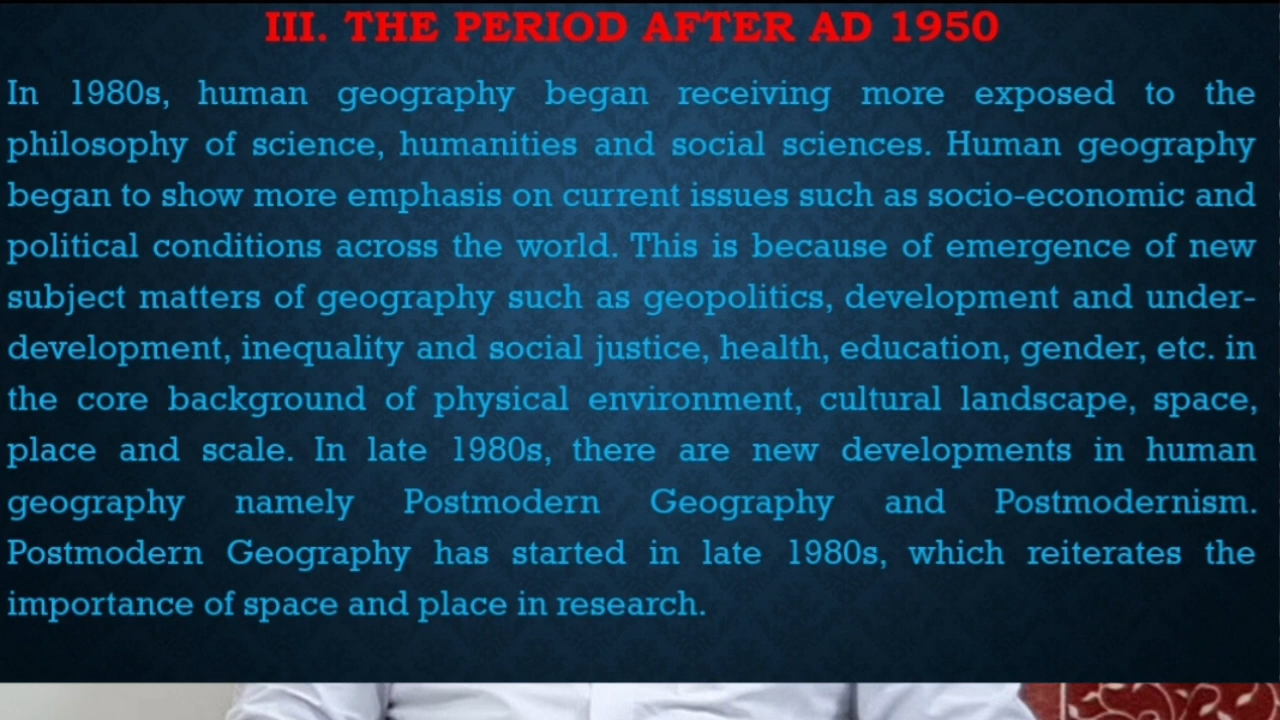 III. THE PERIOD AFTER AD 1950
In 1980s, human geography began receiving more exposed to the
philosophy of science, humanities and social sciences. Human geography
began to show more emphasis on current issues such as socio-economic and
political conditions across the world. This is because of emergence of new
subject matters of geography such as geopolitics, development and under-
development, inequality and social justice, health, education, gender, etc. in
the core background of physical environment, cultural landscape, space,
place and scale. In late 1980s, there are new developments in human
geography namely Postmodern Geography and Postmodernism.
Postmodern Geography has started in late 1980s, which reiterates the
importance of space and place in research.